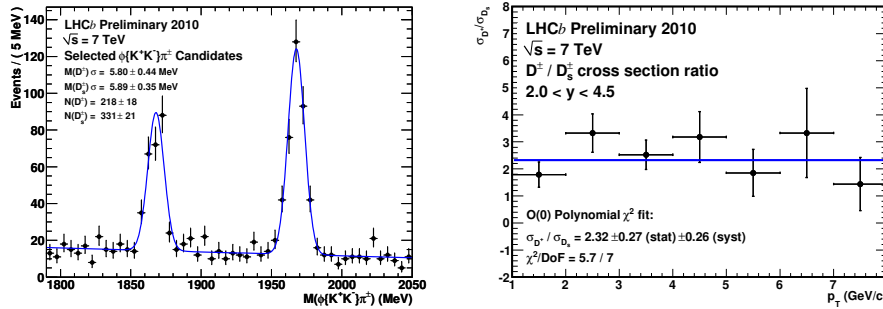 LHCb Preliminary 2010
√s = 7 TeV
Selected ϕ{K⁺K⁻}π± Candidates
M(D±) σ = 5.80 ± 0.44 MeV
M(D±s) σ = 5.89 ± 0.35 MeV
N(D±) = 218 ± 18
N(D±s) = 331 ± 21
Events / ( 5 MeV )
140
120
100
80
60
40
20
0
1800 1850 1900 1950 2000 2050
M(ϕ{K⁺K⁻}π±) (MeV)
LHCb Preliminary 2010
√s = 7 TeV
D± / D±s cross section ratio
2.0 < y < 4.5
σD⁺/σDs
8
7
6
5
4
3
2
1
0
-1
-2
O(0) Polynomial χ² fit:
σD⁺ / σDs = 2.32 ±0.27 (stat) ±0.26 (syst)
χ²/DoF = 5.7 / 7
1 2 3 4 5 6 7
pT (GeV/c